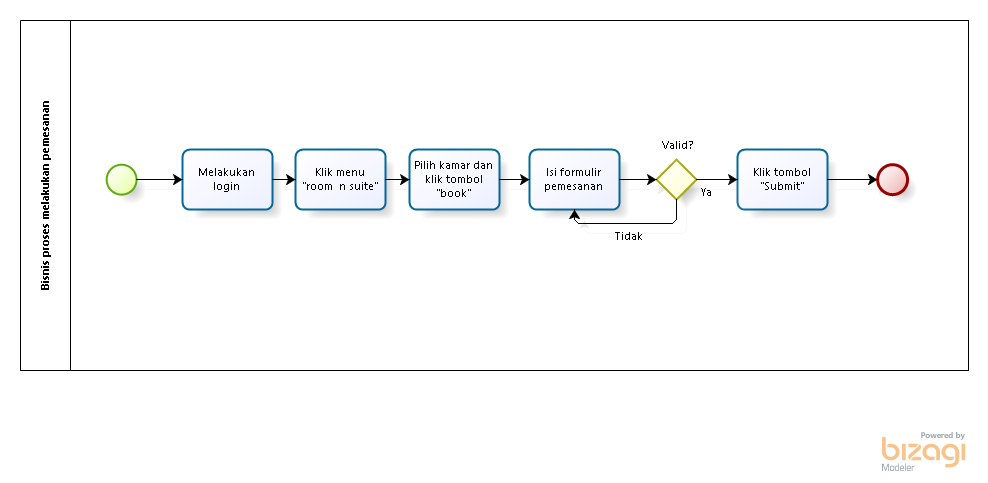 Bisnis proses melakukan pemesanan
Melakukan
login
Klik menu
"room n suite"
Pilih kamar dan
klik tombol
"book"
Isi formulir
pemesanan
Valid?
Ya
Tidak
Klik tombol
"Submit"
Powered by
bizagi
Modeler